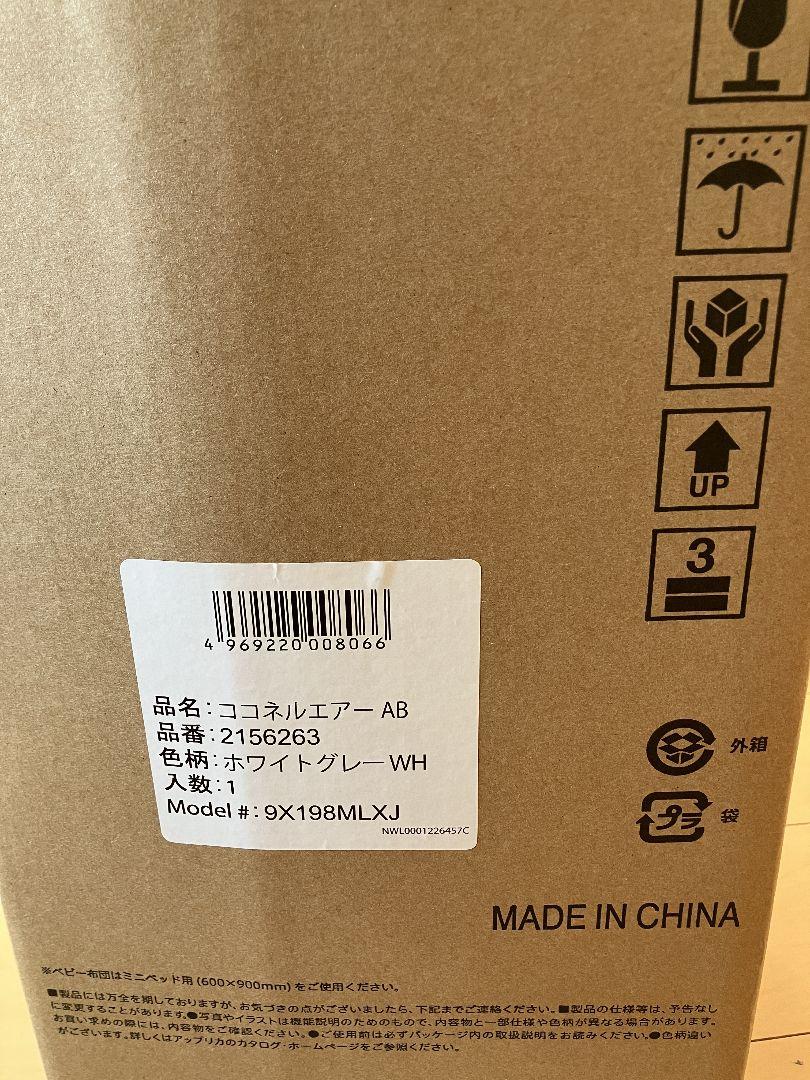 UP
3
4 969220 008066
品名:ココネルエアー AB
品番:2156263
色柄:ホワイトグレー WH
入数:1
Model #:9X198MLXJ
NWL0001226457C
外箱
プラ 袋
MADE IN CHINA
※ベビー布団はミニベッド用(600×900mm)をご使用ください。
■製品には万全を期しておりますが、お気づきの点がございましたら、下記までご連絡ください。■製品の仕様等は、予告なし
に変更することがあります。●写真やイラストは機能説明のためのもので、内容物と一部仕様や色柄が異なる場合があります。
お買い求めの際には、内容物をご確認ください。●ご使用前は必ずパッケージ内の取扱説明をお読みください。●色柄違い
がございます。詳しくはアップリカのカタログ・ホームページをご参照ください。